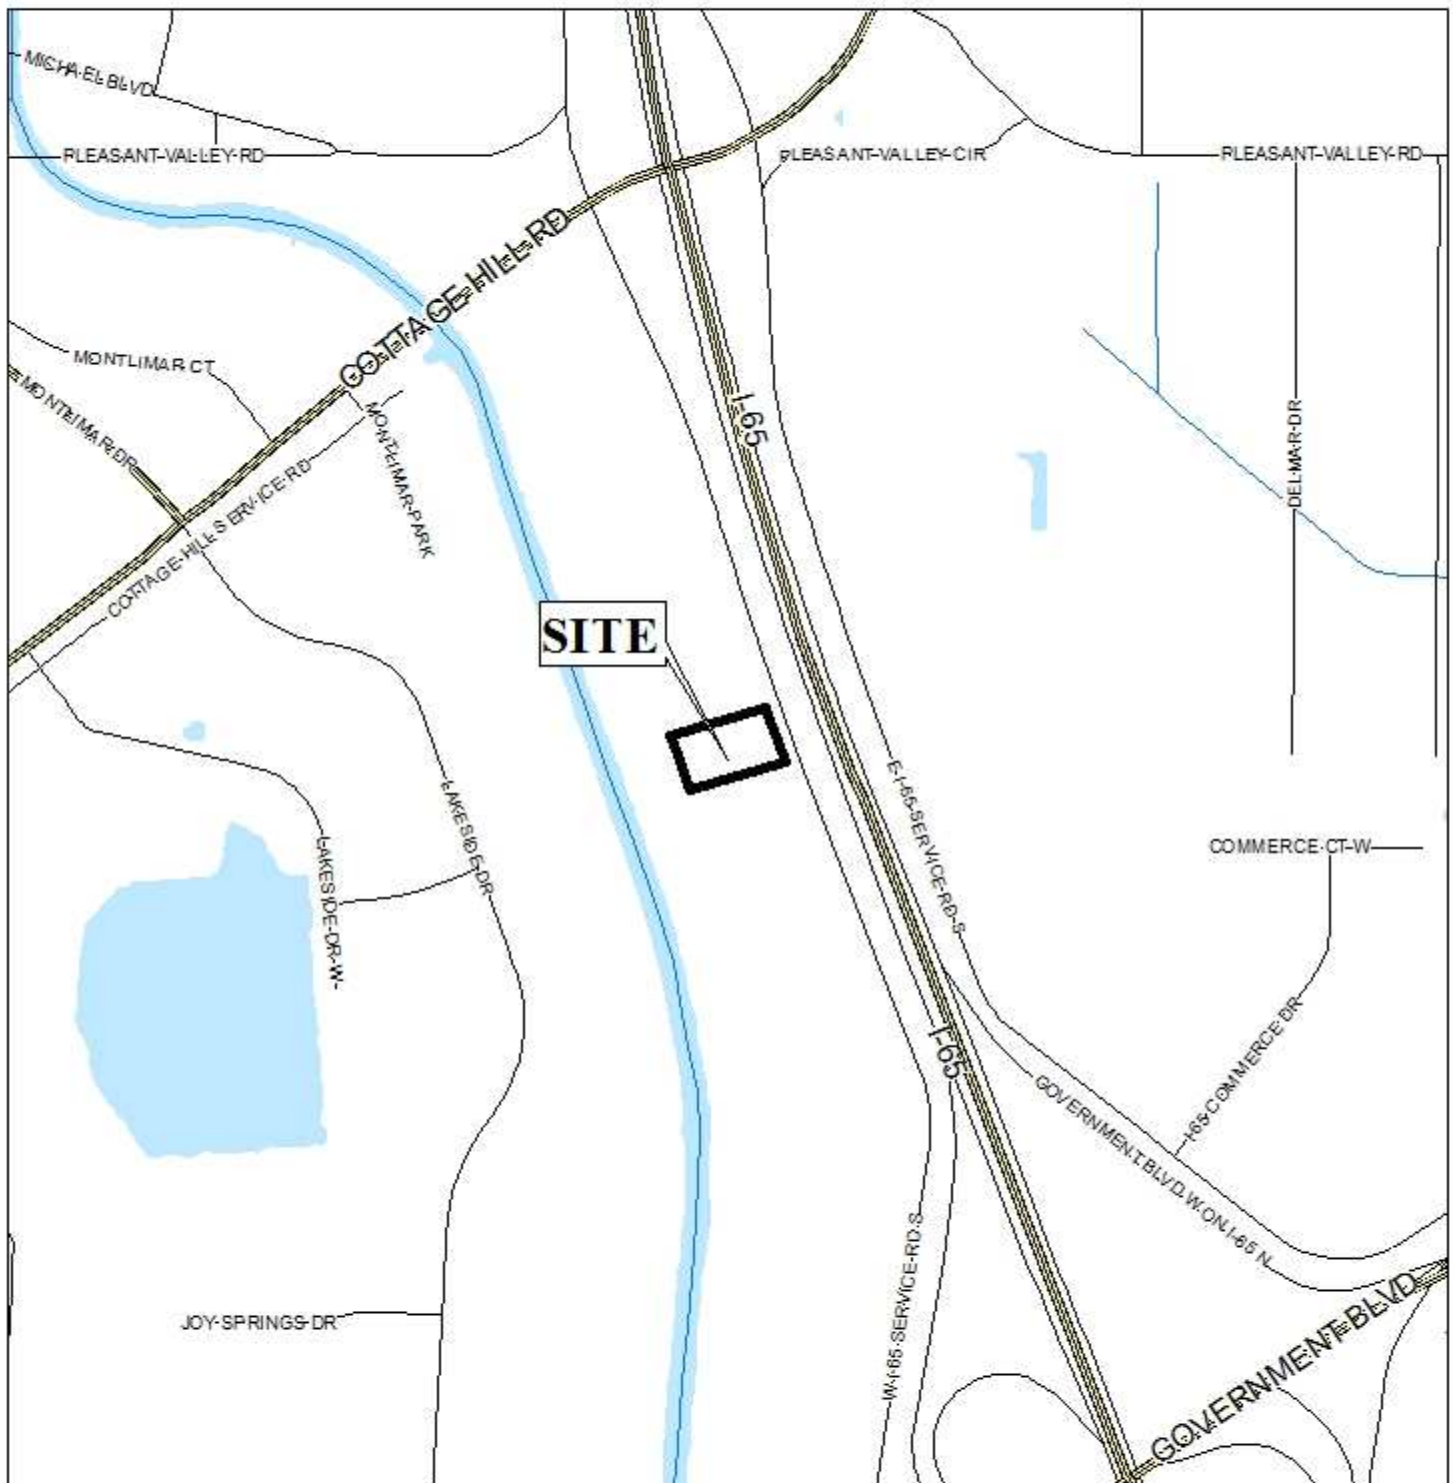 MICHAEL BLVD
PLEASANT VALLEY RD
PLEASANT VALLEY CIR
PLEASANT VALLEY RD
COTTAGE HILL RD
MONTLIMAR CT
MONTLIMAR DR
MONTLIMAR PARK
I-65
DEL MAR DR
COTTAGE HILL SERVICE RD
SITE
E I-65 SERVICE RD S
LAKESIDE DR
LAKESIDE DR W
COMMERCE CT W
I-65
I-65 COMMERCE DR
GOVERNMENT BLVD W ON I-65 N
W I-65 SERVICE RD S
JOY SPRINGS DR
GOVERNMENT BLVD